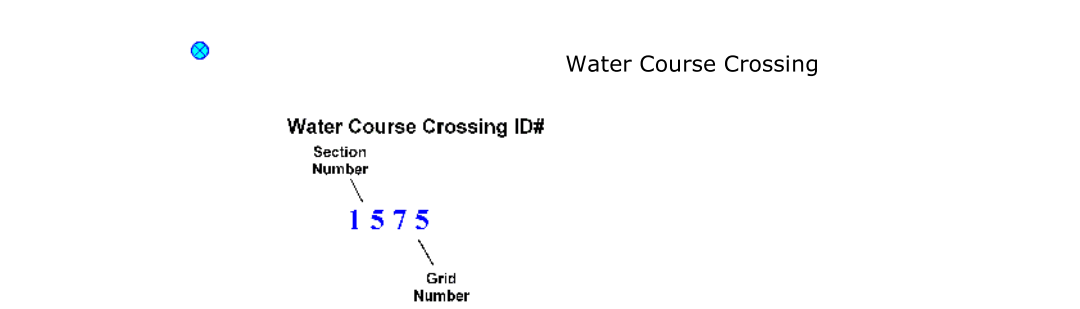 Water Course Crossing
Water Course Crossing ID#
Section
Number
1 5 7 5
Grid
Number